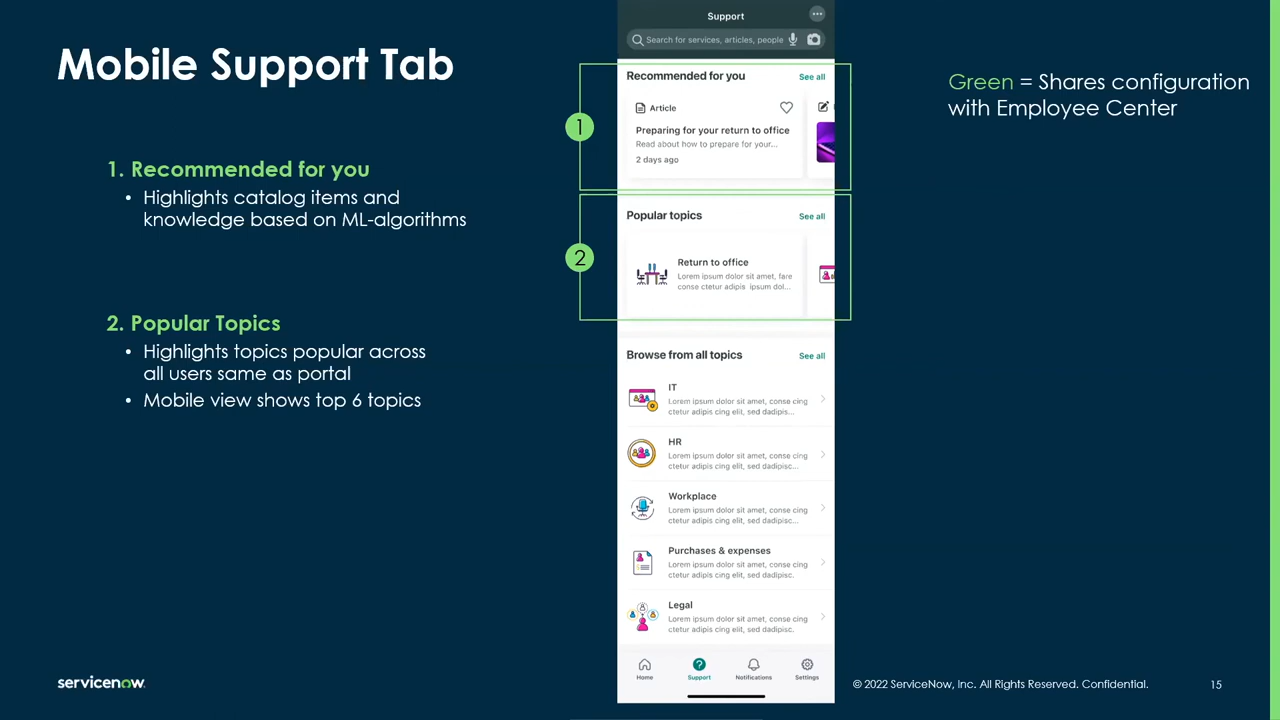 Mobile Support Tab
1. Recommended for you
• Highlights catalog items and
knowledge based on ML-algorithms
2. Popular Topics
• Highlights topics popular across
all users same as portal
• Mobile view shows top 6 topics
Support
Search for services, articles, people
Recommended for you
See all
Article
Preparing for your return to office
Read about how to prepare for your...
2 days ago
1
Popular topics
See all
2
Return to office
Lorem ipsum dolor sit amet, fare
conse ctetur adipis ipsum dol...
Browse from all topics
See all
IT
Lorem ipsum dolor sit amet, conse cing
ctetur adipis cing elit, sed dadipis...
HR
Lorem ipsum dolor sit amet, conse cing
ctetur adipis cing elit, sed dadipisc...
Workplace
Lorem ipsum dolor sit amet, conse cing
ctetur adipis cing elit, sed dadipisc...
Purchases & expenses
Lorem ipsum dolor sit amet, conse cing
ctetur adipis cing elit, sed dadipisc.
Legal
Lorem ipsum dolor sit amet, conse cing
ctetur adipis cing elit, sed dadipisc.
Home
Support
Notifications
Settings
Green = Shares configuration
with Employee Center
servicenow.
© 2022 ServiceNow, Inc. All Rights Reserved. Confidential.
15